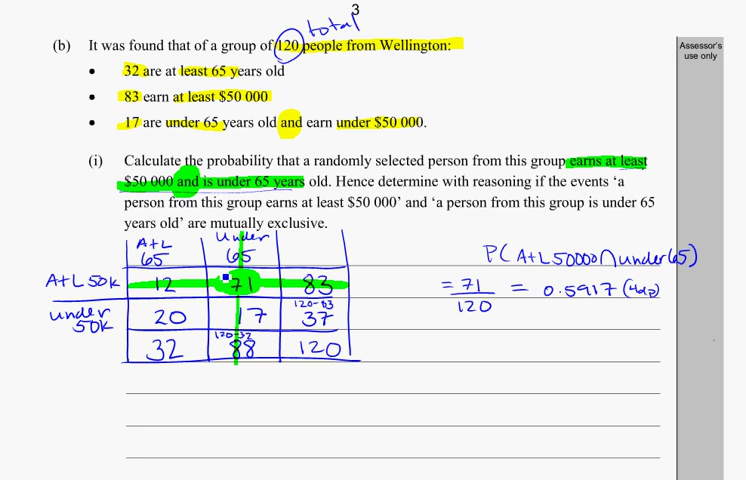 3
total
(b) It was found that of a group of 120 people from Wellington:
Assessor's
use only
• 32 are at least 65 years old
• 83 earn at least $50 000
• 17 are under 65 years old and earn under $50 000.
(i) Calculate the probability that a randomly selected person from this group earns at least
$50 000 and is under 65 years old. Hence determine with reasoning if the events 'a
person from this group earns at least $50 000' and 'a person from this group is under 65
years old' are mutually exclusive.
A+L 65 Under 65
A+L 50k 12 71 83
under 50k 20 17 120-83 37
32 120-32 88 120
P(A+L 50000 ∩ under 65)
= 71/120 = 0.5917 (4dp)